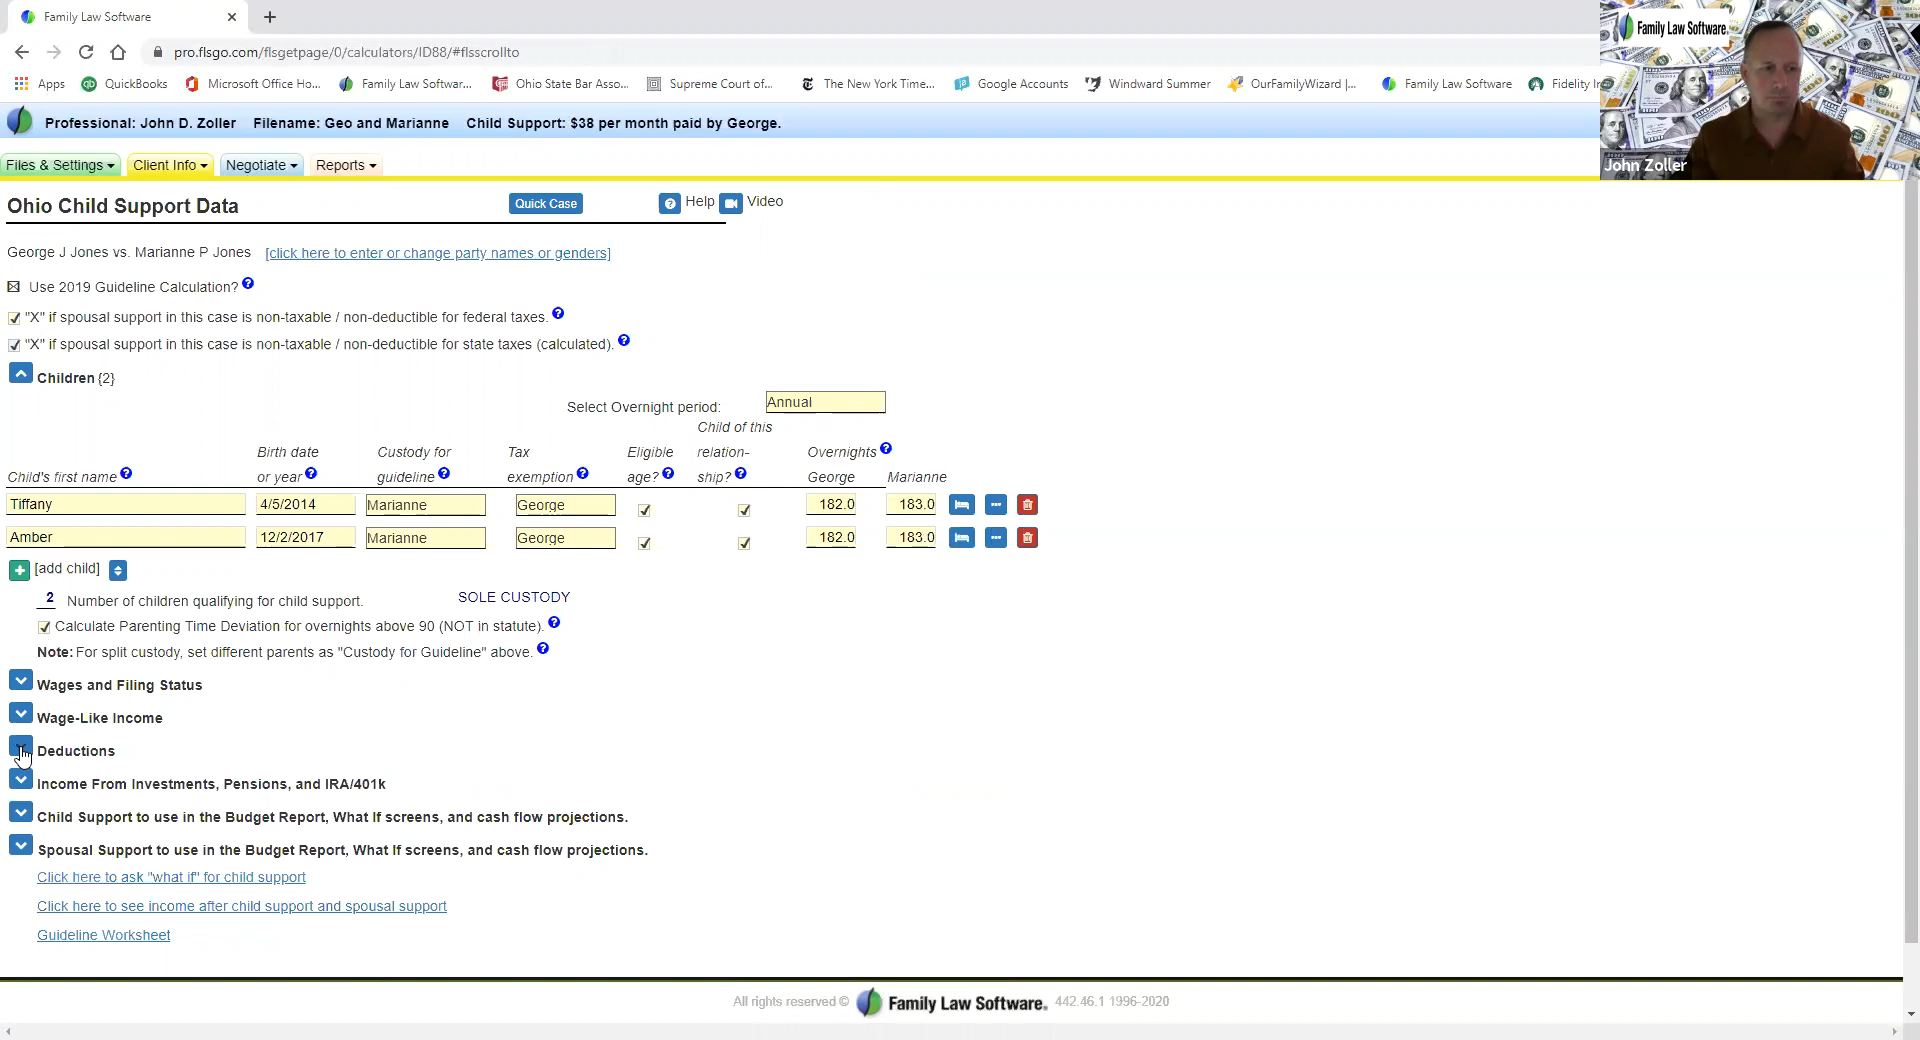 Family Law Software
pro.flsgo.com/flsgetpage/0/calculators/ID88/#flsscrollto
Apps QuickBooks Microsoft Office Ho... Family Law Softwar... Ohio State Bar Asso... Supreme Court of... The New York Time... Google Accounts Windward Summer OurFamilyWizard |... Family Law Software Fidelity
Family Law Software.
John Zoller
Professional: John D. Zoller Filename: Geo and Marianne Child Support: $38 per month paid by George.
Files & Settings Client Info Negotiate Reports
Ohio Child Support Data Quick Case Help Video
George J Jones vs. Marianne P Jones [click here to enter or change party names or genders]
Use 2019 Guideline Calculation?
"X" if spousal support in this case is non-taxable / non-deductible for federal taxes.
"X" if spousal support in this case is non-taxable / non-deductible for state taxes (calculated).
Children {2}
Select Overnight period: Annual
Child of this
Birth date Custody for Tax Eligible relation- Overnights
Child's first name or year guideline exemption age? ship? George Marianne
Tiffany 4/5/2014 Marianne George 182.0 183.0
Amber 12/2/2017 Marianne George 182.0 183.0
[add child]
2 Number of children qualifying for child support. SOLE CUSTODY
Calculate Parenting Time Deviation for overnights above 90 (NOT in statute).
Note: For split custody, set different parents as "Custody for Guideline" above.
Wages and Filing Status
Wage-Like Income
Deductions
Income From Investments, Pensions, and IRA/401k
Child Support to use in the Budget Report, What If screens, and cash flow projections.
Spousal Support to use in the Budget Report, What If screens, and cash flow projections.
Click here to ask "what if" for child support
Click here to see income after child support and spousal support
Guideline Worksheet
All rights reserved © Family Law Software. 442.46.1 1996-2020